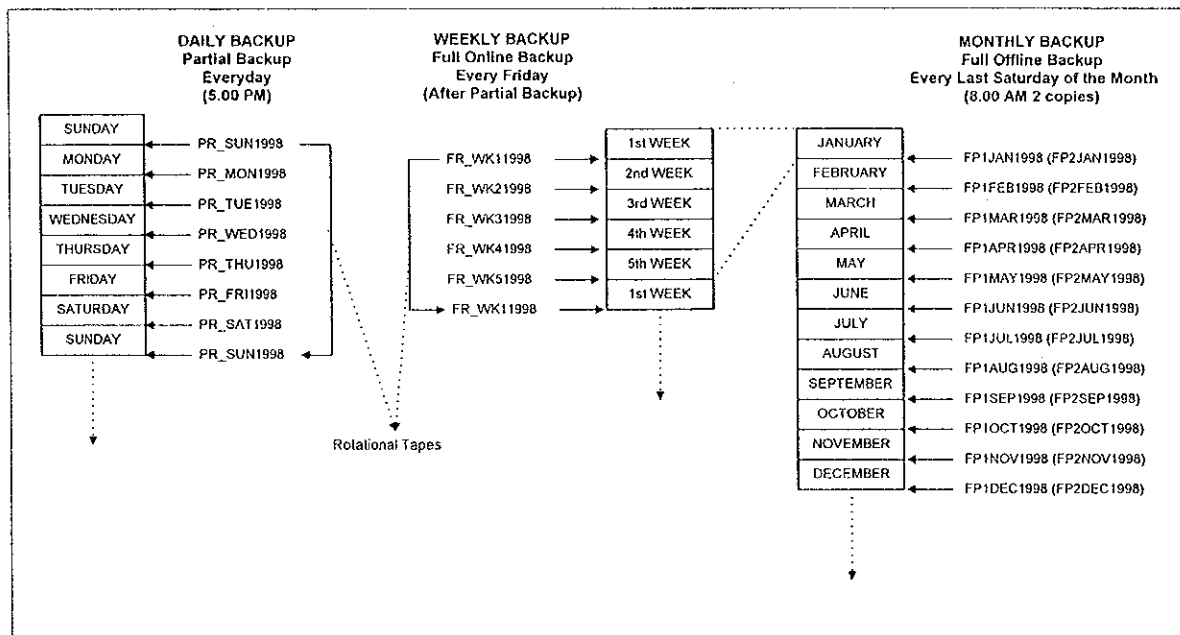 DAILY BACKUP
Partial Backup
Everyday
(5.00 PM)
SUNDAY
MONDAY
TUESDAY
WEDNESDAY
THURSDAY
FRIDAY
SATURDAY
SUNDAY
PR_SUN1998
PR_MON1998
PR_TUE1998
PR_WED1998
PR_THU1998
PR_FRI1998
PR_SAT1998
PR_SUN1998
WEEKLY BACKUP
Full Online Backup
Every Friday
(After Partial Backup)
FR_WK11998
FR_WK21998
FR_WK31998
FR_WK41998
FR_WK51998
FR_WK11998
1st WEEK
2nd WEEK
3rd WEEK
4th WEEK
5th WEEK
1st WEEK
Rotational Tapes
MONTHLY BACKUP
Full Offline Backup
Every Last Saturday of the Month
(8.00 AM 2 copies)
JANUARY
FEBRUARY
MARCH
APRIL
MAY
JUNE
JULY
AUGUST
SEPTEMBER
OCTOBER
NOVEMBER
DECEMBER
FP1JAN1998 (FP2JAN1998)
FP1FEB1998 (FP2FEB1998)
FP1MAR1998 (FP2MAR1998)
FP1APR1998 (FP2APR1998)
FP1MAY1998 (FP2MAY1998)
FP1JUN1998 (FP2JUN1998)
FP1JUL1998 (FP2JUL1998)
FP1AUG1998 (FP2AUG1998)
FP1SEP1998 (FP2SEP1998)
FP1OCT1998 (FP2OCT1998)
FP1NOV1998 (FP2NOV1998)
FP1DEC1998 (FP2DEC1998)